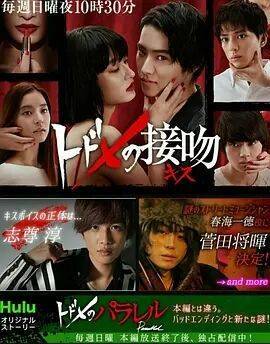 毎週日曜夜10時30分
トドメの接吻
キス
キスボイスの正体は…
志尊 淳
謎のストリートミュージシャン
春海一徳役に
菅田将暉
決定!
→ and more
Hulu
オリジナル
ストーリー
トドメのパラレル
Parallel
本編とは違う。
バッドエンディングと新たな謎!
毎週日曜 本編放送終了後、独占配信中!